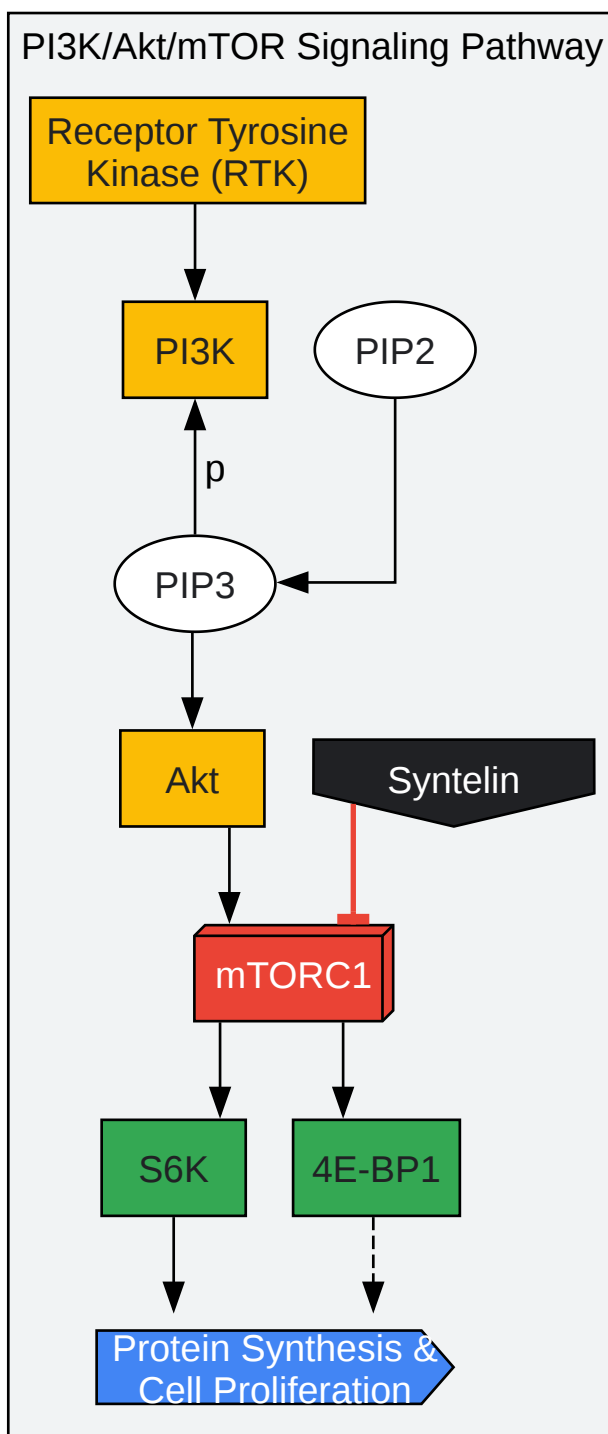 PI3K/Akt/mTOR Signaling Pathway
Receptor Tyrosine
Kinase (RTK)
PI3K
PIP2
p
PIP3
Akt
Syntelin
mTORC1
S6K
4E-BP1
Protein Synthesis &
Cell Proliferation